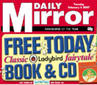 DAILY
Mirror
FREE TODAY
Classic Ladybird fairytale
BOOK & CD